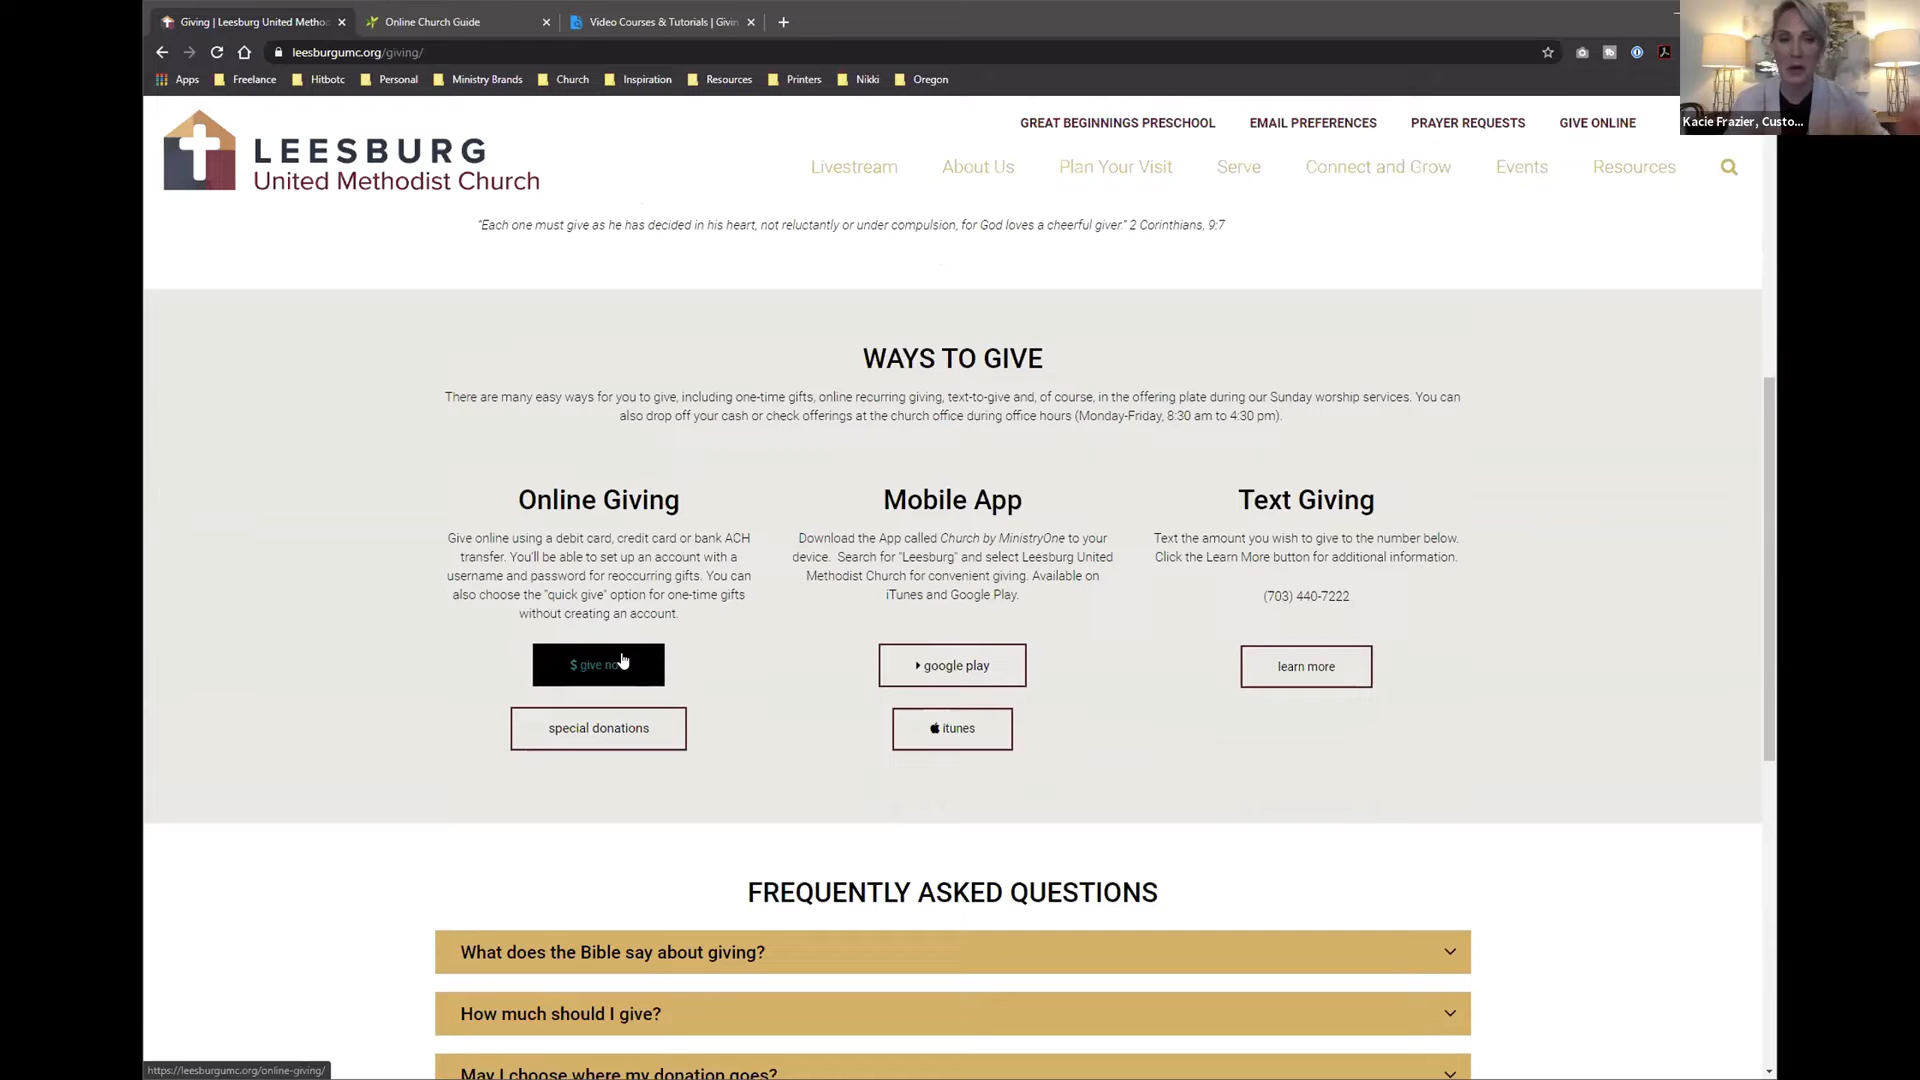 Giving | Leesburg United Metho
Online Church Guide
Video Courses & Tutorials | Givin
leesburgumc.org/giving/
Apps
Freelance
Hitbotc
Personal
Ministry Brands
Church
Inspiration
Resources
Printers
Nikki
Oregon
Kacie Frazier, Custo...
LEESBURG
United Methodist Church
GREAT BEGINNINGS PRESCHOOL
EMAIL PREFERENCES
PRAYER REQUESTS
GIVE ONLINE
Livestream
About Us
Plan Your Visit
Serve
Connect and Grow
Events
Resources
"Each one must give as he has decided in his heart, not reluctantly or under compulsion, for God loves a cheerful giver." 2 Corinthians, 9:7
WAYS TO GIVE
There are many easy ways for you to give, including one-time gifts, online recurring giving, text-to-give and, of course, in the offering plate during our Sunday worship services. You can
also drop off your cash or check offerings at the church office during office hours (Monday-Friday, 8:30 am to 4:30 pm).
Online Giving
Give online using a debit card, credit card or bank ACH
transfer. You'll be able to set up an account with a
username and password for reoccurring gifts. You can
also choose the "quick give" option for one-time gifts
without creating an account.
$ give no
special donations
Mobile App
Download the App called Church by MinistryOne to your
device. Search for "Leesburg" and select Leesburg United
Methodist Church for convenient giving. Available on
iTunes and Google Play.
google play
itunes
Text Giving
Text the amount you wish to give to the number below.
Click the Learn More button for additional information.
(703) 440-7222
learn more
FREQUENTLY ASKED QUESTIONS
What does the Bible say about giving?
How much should I give?
May I choose where my donation goes?
https://leesburgumc.org/online-giving/